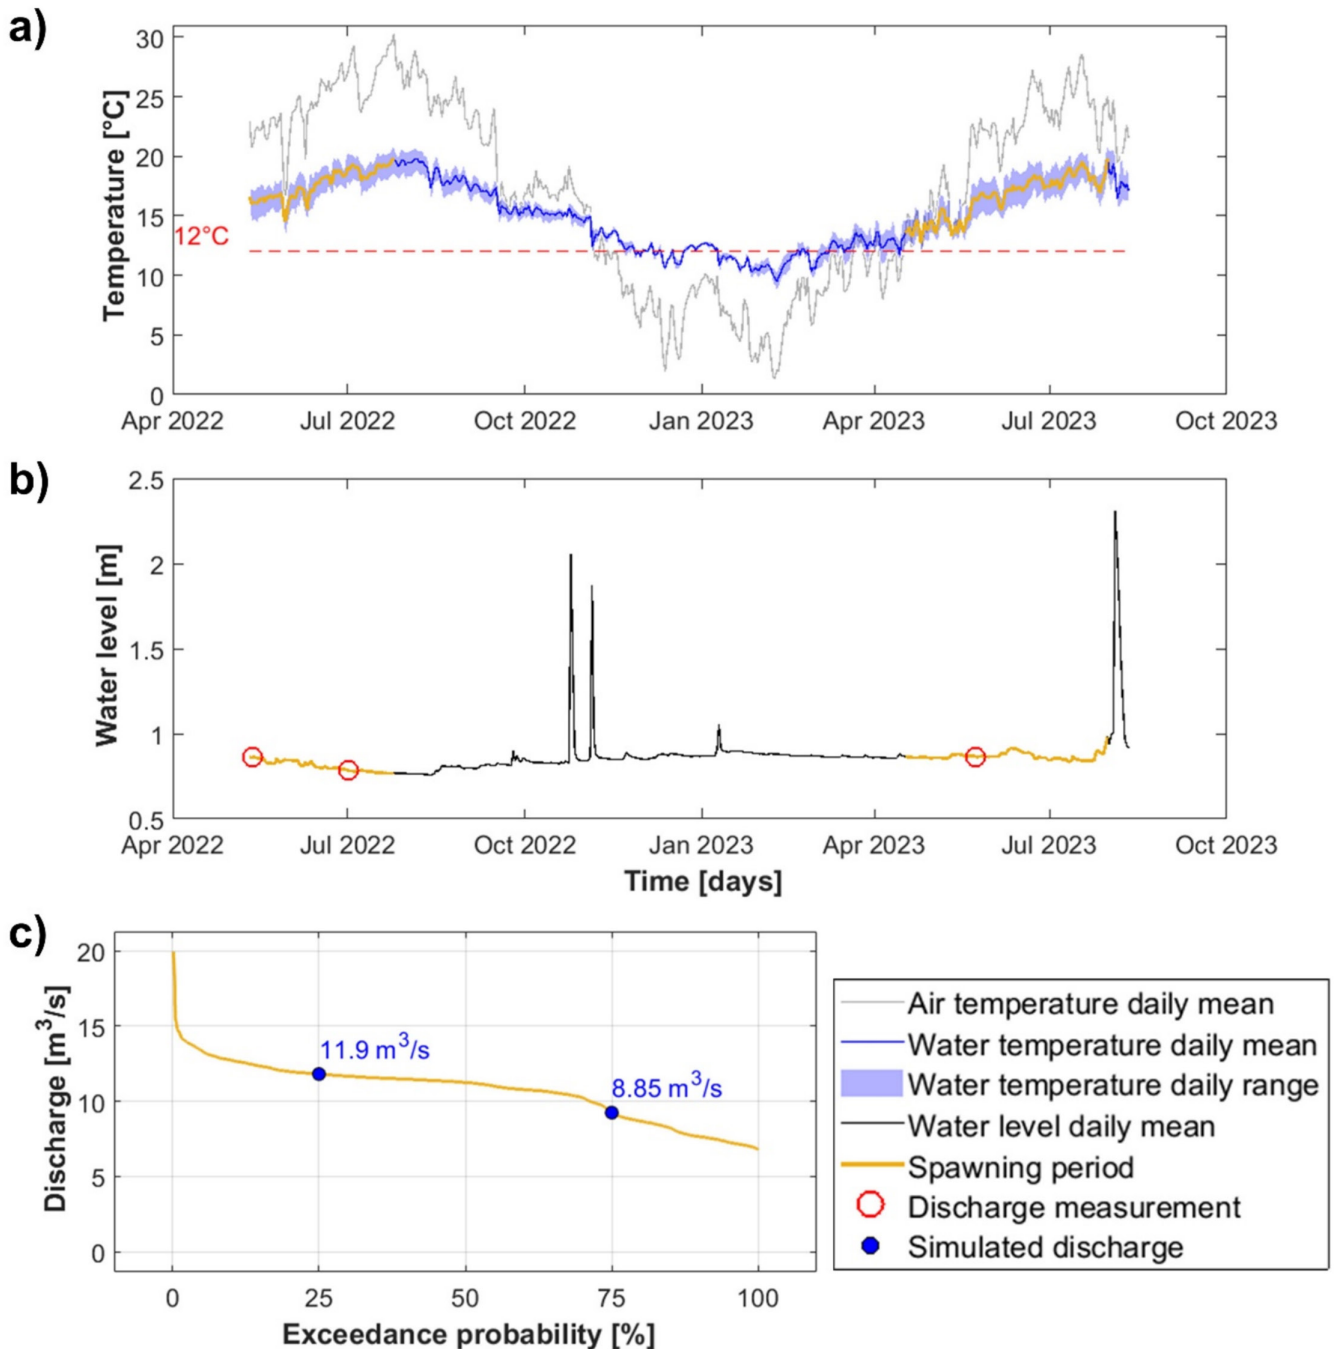 a)
30
25
20
15
10
5
0
Temperature [°C]
12°C
Apr 2022 Jul 2022 Oct 2022 Jan 2023 Apr 2023 Jul 2023 Oct 2023
b)
2.5
2
1.5
1
0.5
Water level [m]
Apr 2022 Jul 2022 Oct 2022 Jan 2023 Apr 2023 Jul 2023 Oct 2023
Time [days]
c)
20
15
10
5
0
Discharge [m³/s]
11.9 m³/s
8.85 m³/s
0 25 50 75 100
Exceedance probability [%]
Air temperature daily mean
Water temperature daily mean
Water temperature daily range
Water level daily mean
Spawning period
Discharge measurement
Simulated discharge